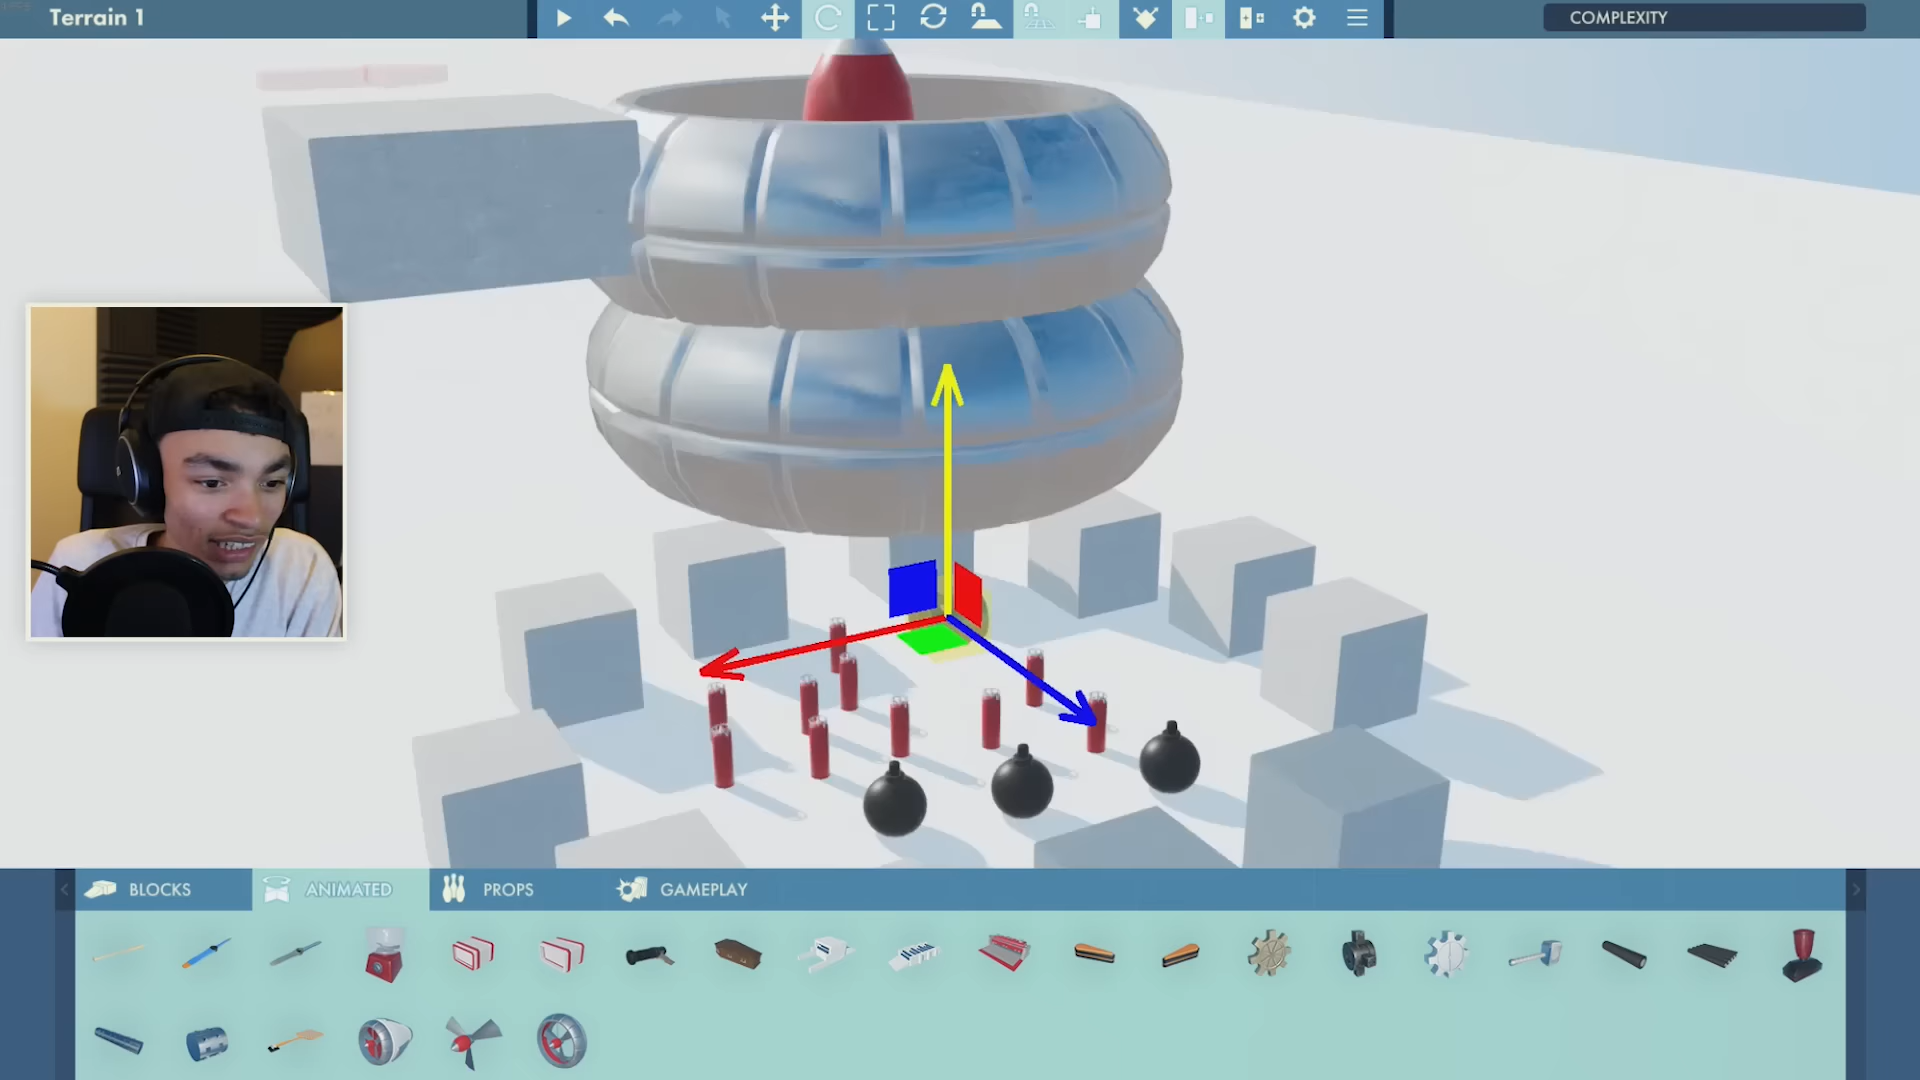 Terrain 1
COMPLEXITY
BLOCKS
ANIMATED
PROPS
GAMEPLAY